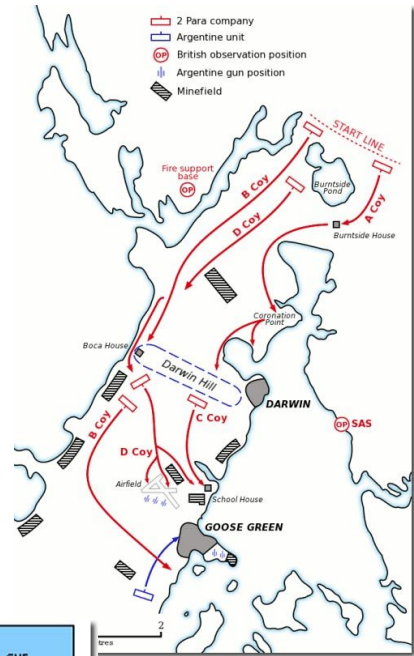 2 Para company
Argentine unit
OP
British observation position
Argentine gun position
Minefield
START LINE
Fire support
base
OP
B Coy
D Coy
Burntside
Pond
A Coy
Burntside House
Coronation
Point
Boca House
Darwin Hill
DARWIN
B Coy
C Coy
OP
SAS
D Coy
Airfield
School House
GOOSE GREEN
2
tres